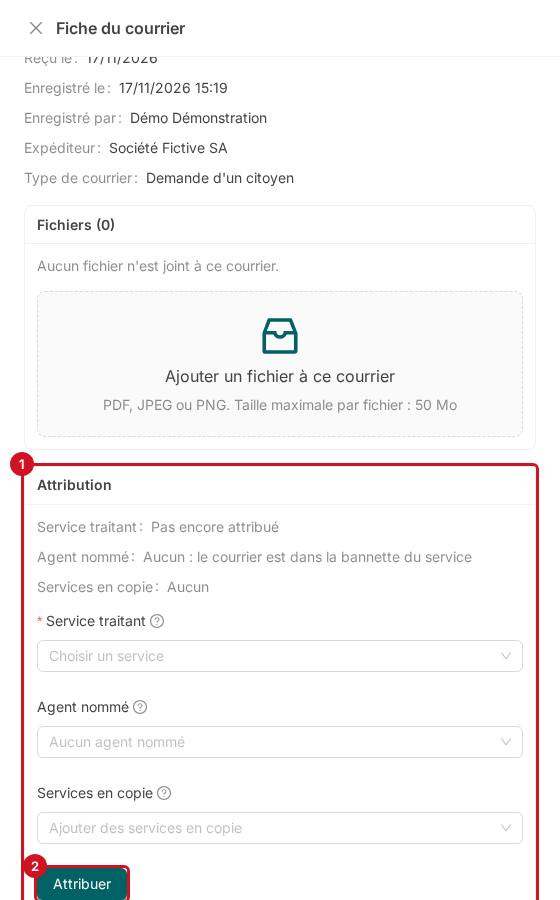 Fiche du courrier
Reçu le : 17/11/2026
Enregistré le : 17/11/2026 15:19
Enregistré par : Démo Démonstration
Expéditeur : Société Fictive SA
Type de courrier : Demande d'un citoyen
Fichiers (0)
Aucun fichier n'est joint à ce courrier.
Ajouter un fichier à ce courrier
PDF, JPEG ou PNG. Taille maximale par fichier : 50 Mo
1
Attribution
Service traitant : Pas encore attribué
Agent nommé : Aucun : le courrier est dans la bannette du service
Services en copie : Aucun
* Service traitant ?
Choisir un service
Agent nommé ?
Aucun agent nommé
Services en copie ?
Ajouter des services en copie
2
Attribuer